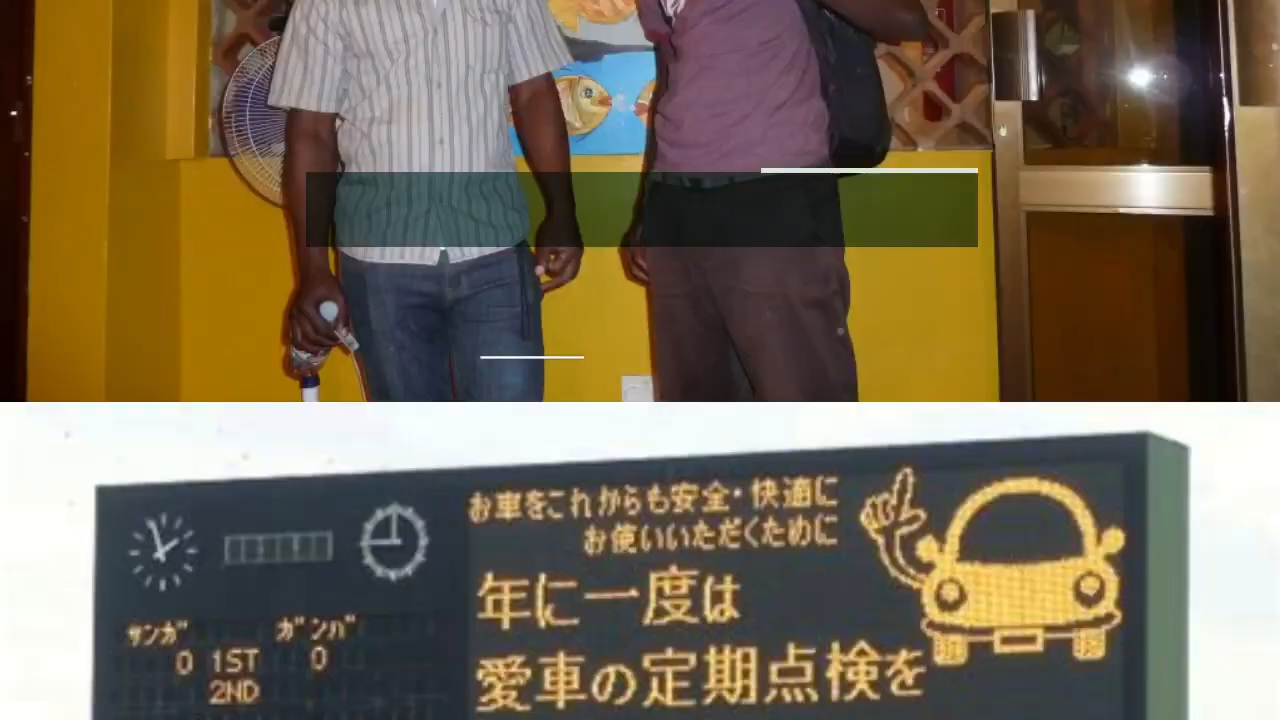 お車をこれからも安全・快適に
お使いいただくために
年に一度は
愛車の定期点検を
サンガ ガンバ
0 1ST 0
2ND